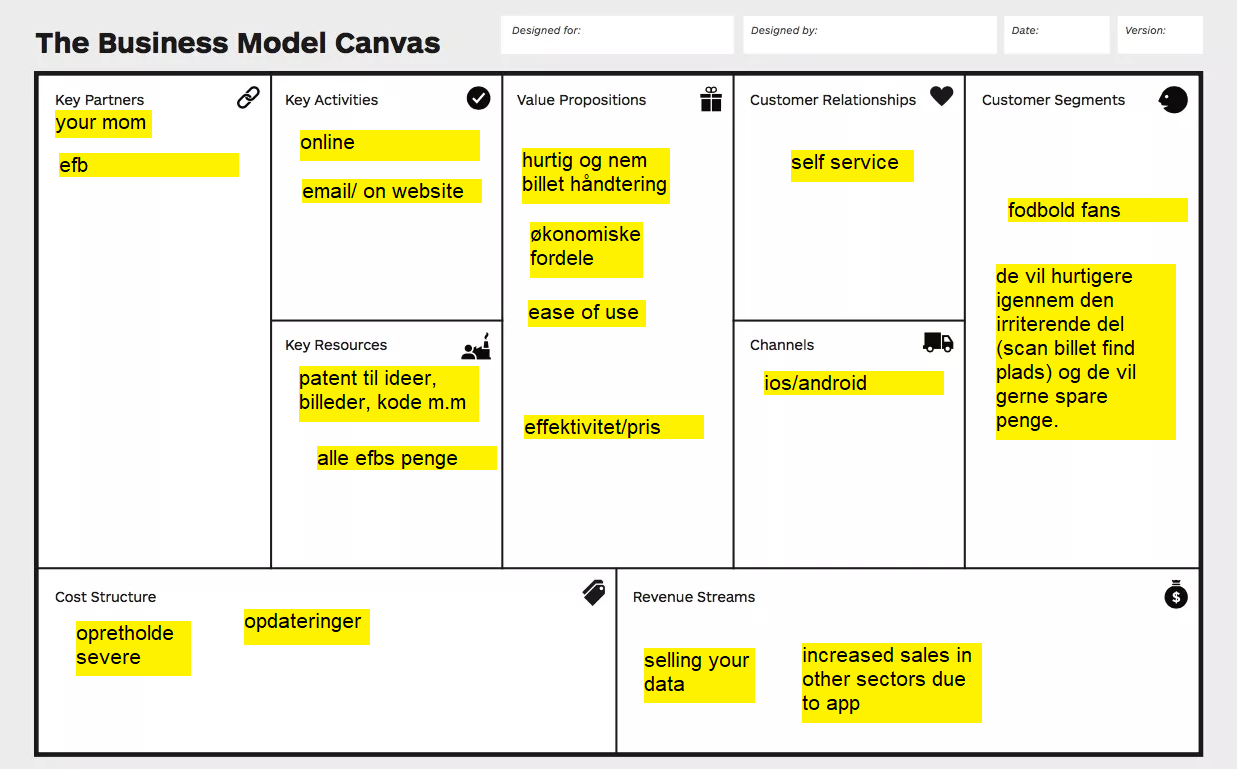 The Business Model Canvas
Designed for:
Designed by:
Date:
Version:
Key Partners
your mom
efb
Key Activities
online
email/ on website
Key Resources
patent til ideer,
billeder, kode m.m
alle efbs penge
Value Propositions
hurtig og nem
billet håndtering
økonomiske
fordele
ease of use
effektivitet/pris
Customer Relationships
self service
Channels
ios/android
Customer Segments
fodbold fans
de vil hurtigere
igennem den
irriterende del
(scan billet find
plads) og de vil
gerne spare
penge.
Cost Structure
opretholde
severe
opdateringer
Revenue Streams
$
selling your
data
increased sales in
other sectors due
to app